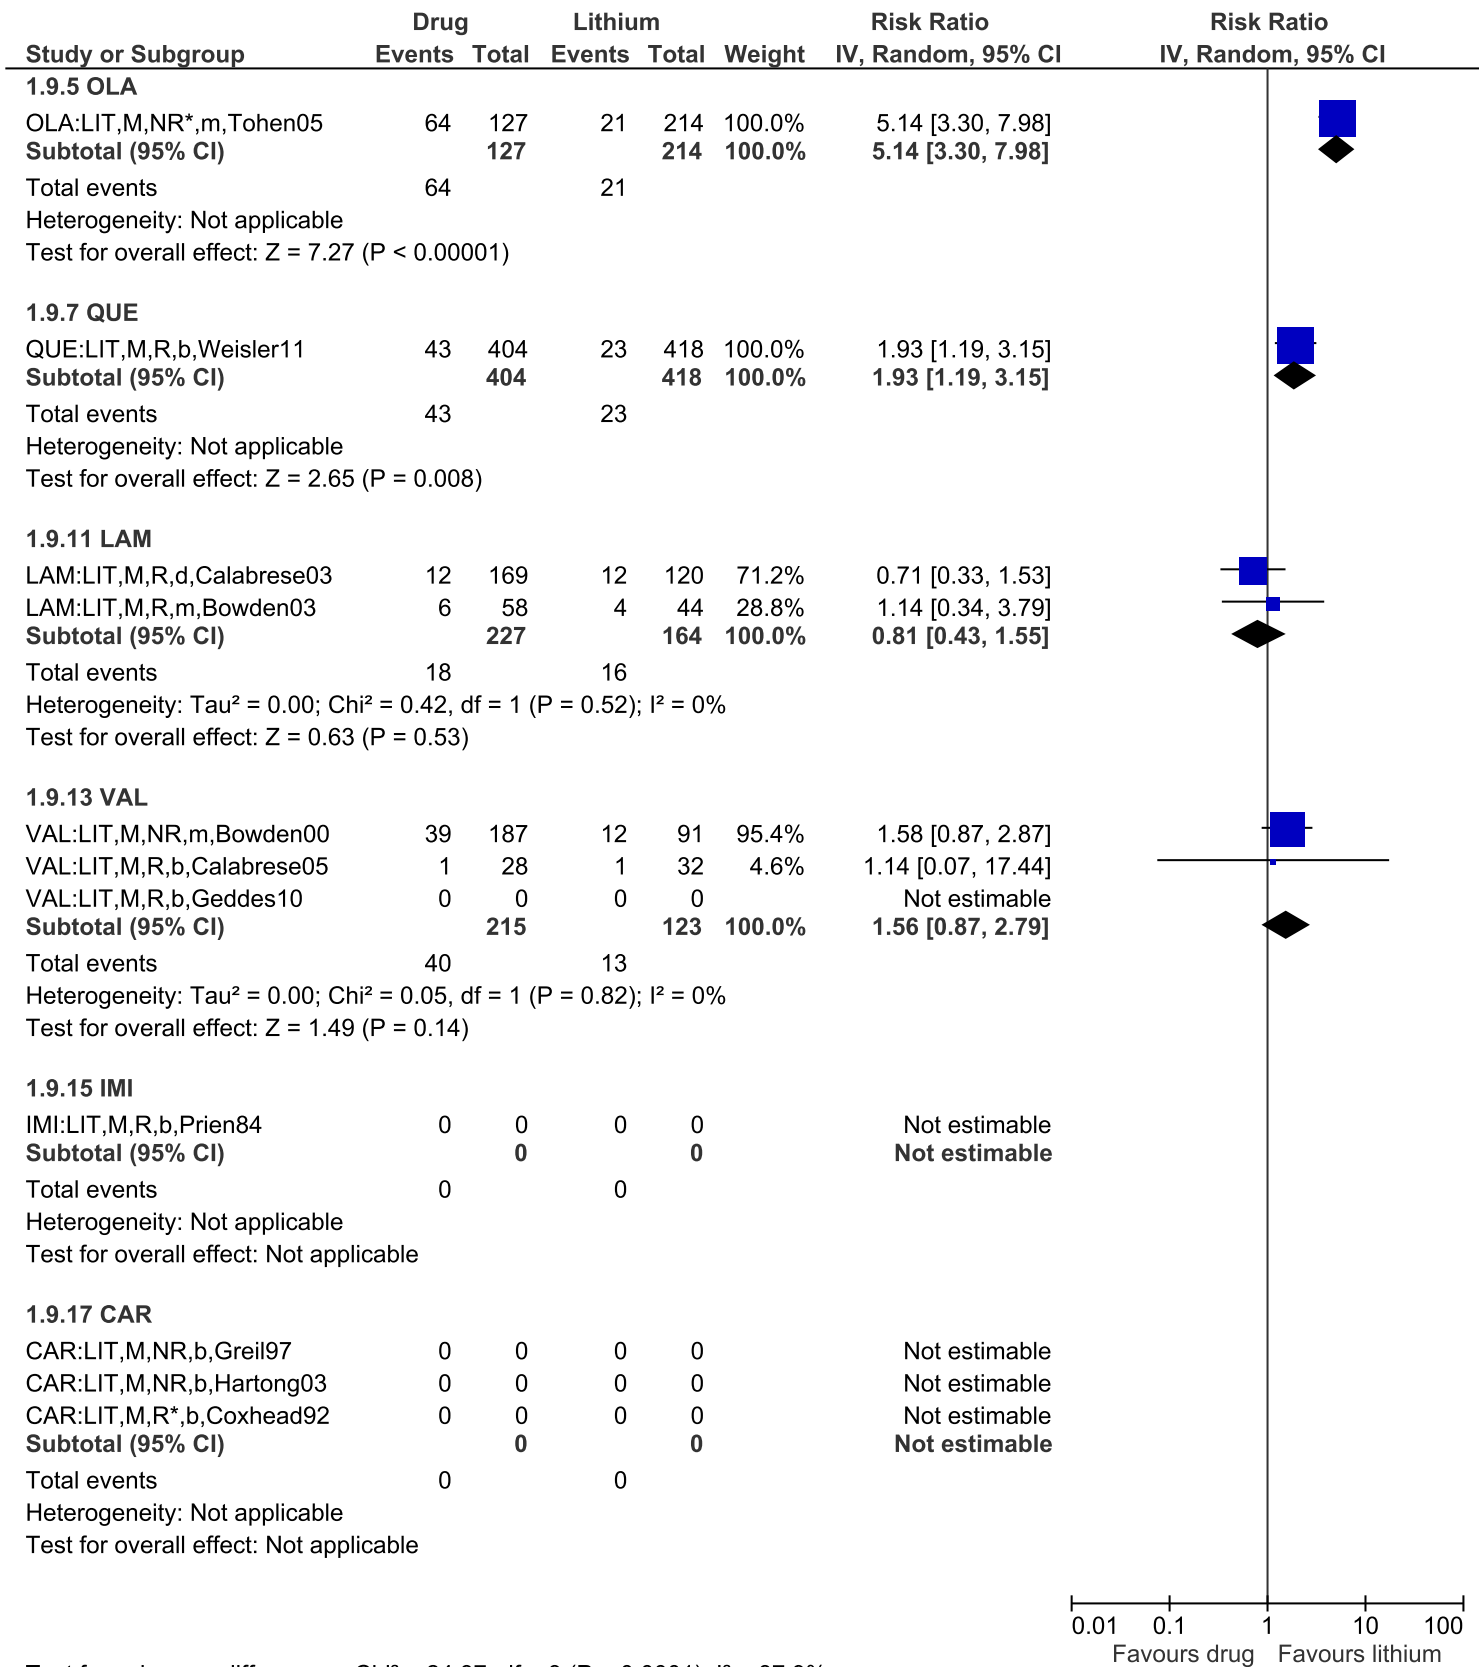 Drug Lithium Risk Ratio Risk Ratio
Study or Subgroup Events Total Events Total Weight IV, Random, 95% CI IV, Random, 95% CI
1.9.5 OLA
OLA:LIT,M,NR*,m,Tohen05 64 127 21 214 100.0% 5.14 [3.30, 7.98]
Subtotal (95% CI) 127 214 100.0% 5.14 [3.30, 7.98]
Total events 64 21
Heterogeneity: Not applicable
Test for overall effect: Z = 7.27 (P < 0.00001)
1.9.7 QUE
QUE:LIT,M,R,b,Weisler11 43 404 23 418 100.0% 1.93 [1.19, 3.15]
Subtotal (95% CI) 404 418 100.0% 1.93 [1.19, 3.15]
Total events 43 23
Heterogeneity: Not applicable
Test for overall effect: Z = 2.65 (P = 0.008)
1.9.11 LAM
LAM:LIT,M,R,d,Calabrese03 12 169 12 120 71.2% 0.71 [0.33, 1.53]
LAM:LIT,M,R,m,Bowden03 6 58 4 44 28.8% 1.14 [0.34, 3.79]
Subtotal (95% CI) 227 164 100.0% 0.81 [0.43, 1.55]
Total events 18 16
Heterogeneity: Tau² = 0.00; Chi² = 0.42, df = 1 (P = 0.52); I² = 0%
Test for overall effect: Z = 0.63 (P = 0.53)
1.9.13 VAL
VAL:LIT,M,NR,m,Bowden00 39 187 12 91 95.4% 1.58 [0.87, 2.87]
VAL:LIT,M,R,b,Calabrese05 1 28 1 32 4.6% 1.14 [0.07, 17.44]
VAL:LIT,M,R,b,Geddes10 0 0 0 0 Not estimable
Subtotal (95% CI) 215 123 100.0% 1.56 [0.87, 2.79]
Total events 40 13
Heterogeneity: Tau² = 0.00; Chi² = 0.05, df = 1 (P = 0.82); I² = 0%
Test for overall effect: Z = 1.49 (P = 0.14)
1.9.15 IMI
IMI:LIT,M,R,b,Prien84 0 0 0 0 Not estimable
Subtotal (95% CI) 0 0 Not estimable
Total events 0 0
Heterogeneity: Not applicable
Test for overall effect: Not applicable
1.9.17 CAR
CAR:LIT,M,NR,b,Greil97 0 0 0 0 Not estimable
CAR:LIT,M,NR,b,Hartong03 0 0 0 0 Not estimable
CAR:LIT,M,R*,b,Coxhead92 0 0 0 0 Not estimable
Subtotal (95% CI) 0 0 Not estimable
Total events 0 0
Heterogeneity: Not applicable
Test for overall effect: Not applicable
0.01 0.1 1 10 100
Favours drug Favours lithium